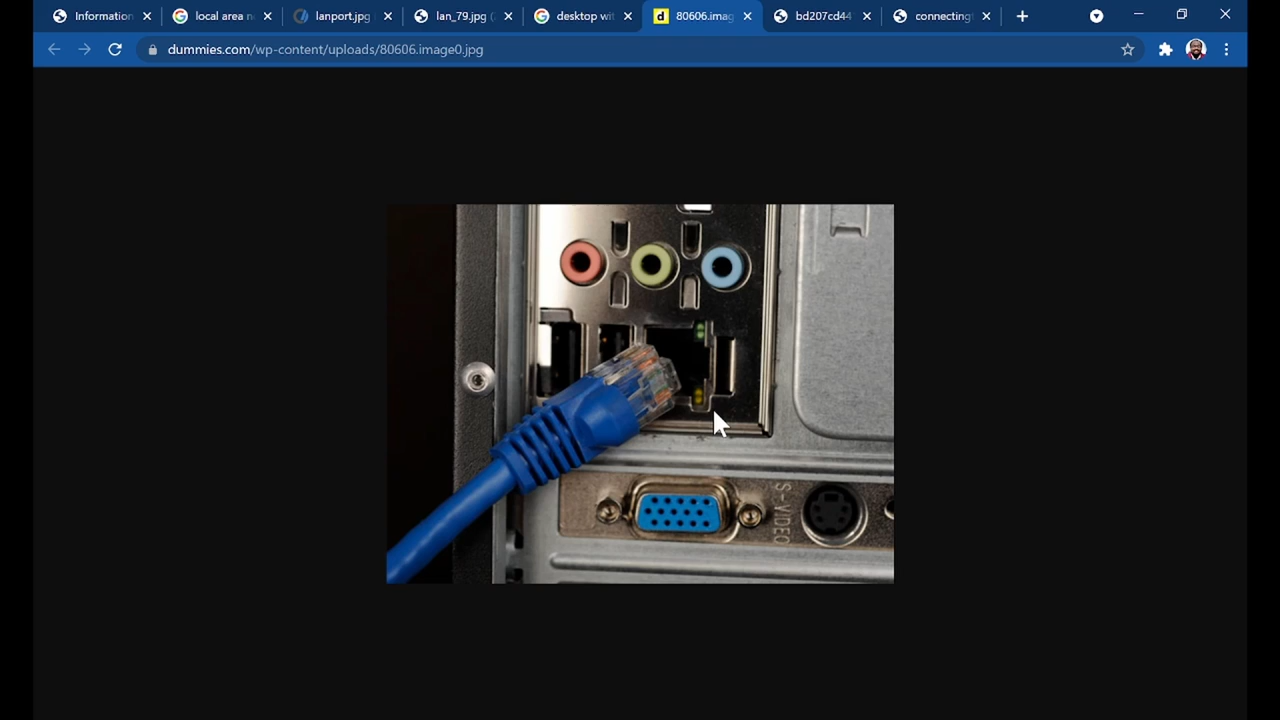 Information
local area n
lanport.jpg (
lan_79.jpg (
desktop wit
80606.imag
bd207cd44
connecting
dummies.com/wp-content/uploads/80606.image0.jpg
S-VIDEO